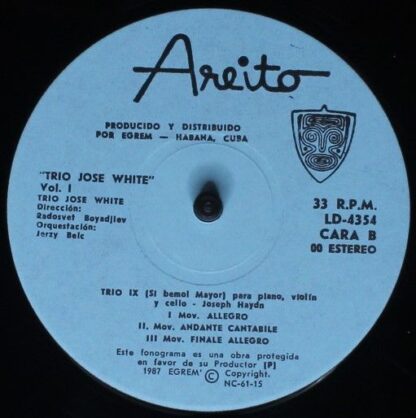 Areito
PRODUCIDO Y DISTRIBUIDO
POR EGREM — HABANA, CUBA
"TRIO JOSE WHITE"
Vol. I
TRIO JOSE WHITE
Dirección:
Radosvet Boyadjiev
Orquestación:
Jerzy Belc
33 R.P.M.
LD-4354
CARA B
00 ESTEREO
TRIO IX (Si bemol Mayor) para piano, violín
y cello - Joseph Haydn
I Mov. ALLEGRO
II. Mov. ANDANTE CANTABILE
III Mov. FINALE ALLEGRO
Este fonograma es una obra protegida
en favor de su Productor [P]
1987 EGREM' © Copyright.
NC-61-15